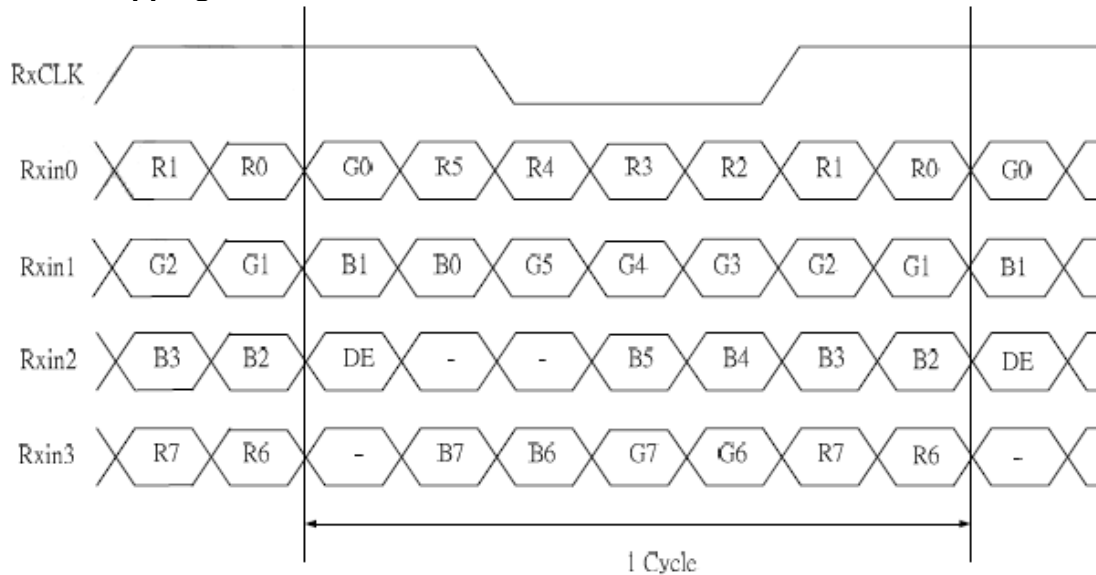 RxCLK
Rxin0 R1 R0 G0 R5 R4 R3 R2 R1 R0 G0
Rxin1 G2 G1 B1 B0 G5 G4 G3 G2 G1 B1
Rxin2 B3 B2 DE - - B5 B4 B3 B2 DE
Rxin3 R7 R6 - B7 B6 G7 G6 R7 R6 -
1 Cycle